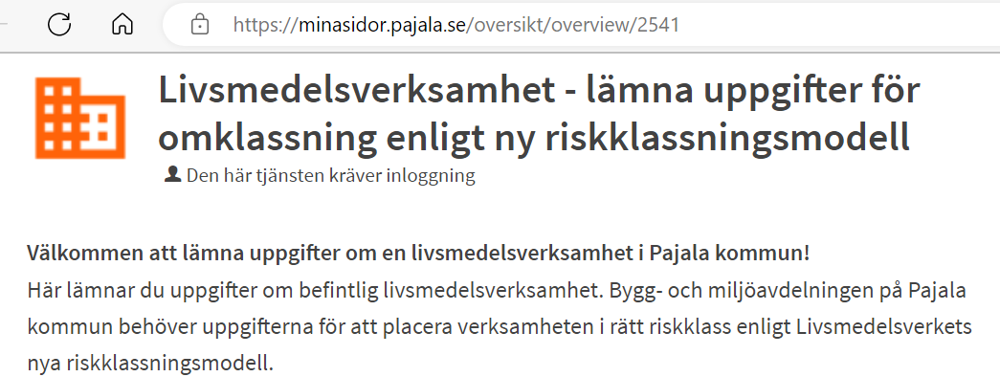 https://minasidor.pajala.se/oversikt/overview/2541
Livsmedelsverksamhet - lämna uppgifter för
omklassning enligt ny riskklassningsmodell
Den här tjänsten kräver inloggning
Välkommen att lämna uppgifter om en livsmedelsverksamhet i Pajala kommun!
Här lämnar du uppgifter om befintlig livsmedelsverksamhet. Bygg- och miljöavdelningen på Pajala
kommun behöver uppgifterna för att placera verksamheten i rätt riskklass enligt Livsmedelsverkets
nya riskklassningsmodell.